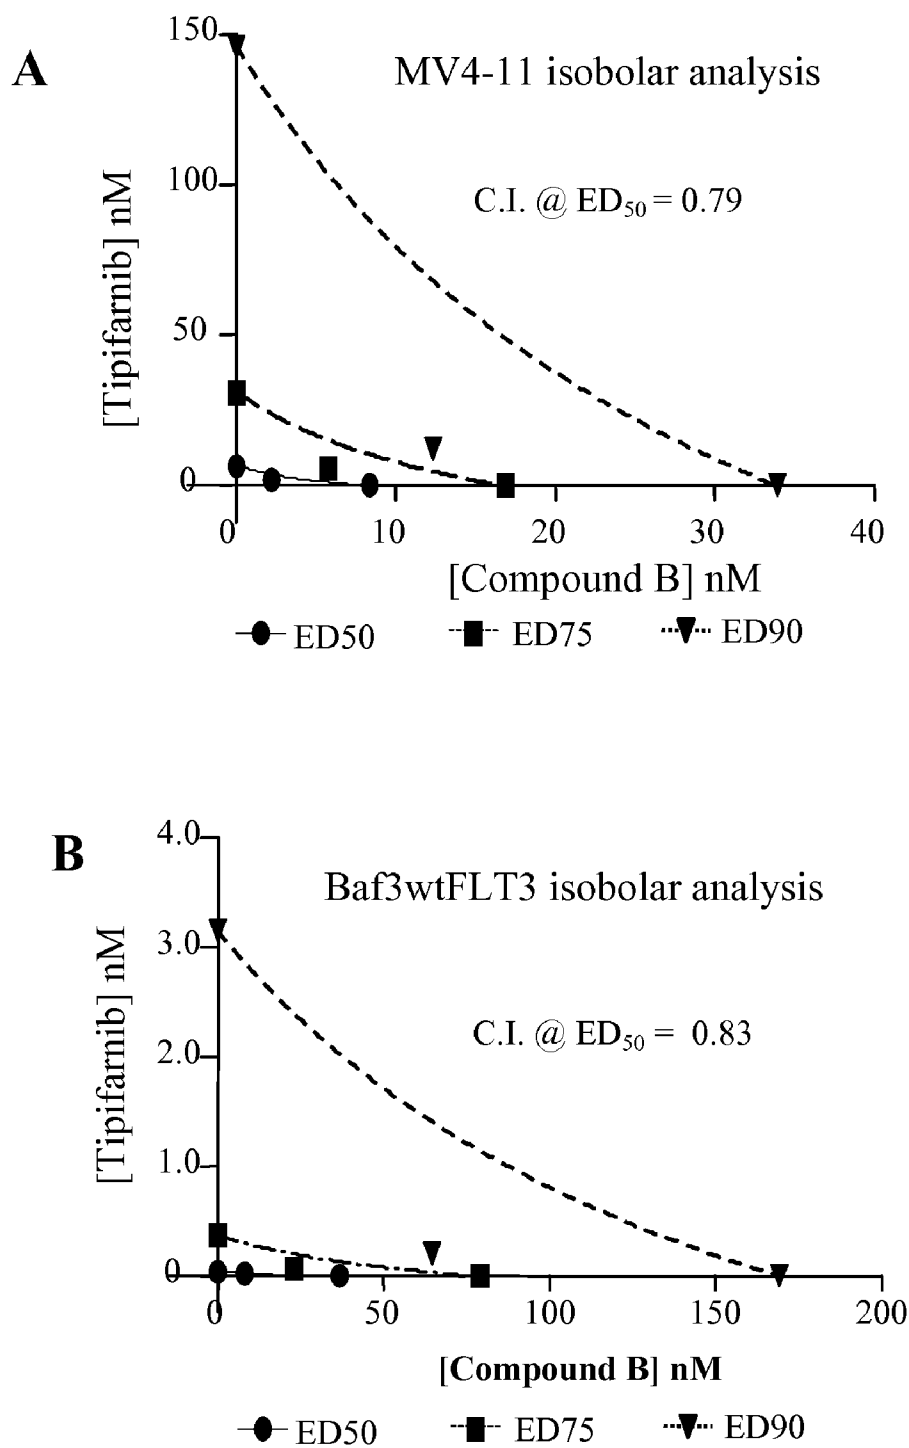 A
MV4-11 isobolar analysis
C.I. @ ED50 = 0.79
[Tipifarnib] nM
150
100
50
0
0 10 20 30 40
[Compound B] nM
ED50 ED75 ED90
B
Baf3wtFLT3 isobolar analysis
C.I. @ ED50 = 0.83
[Tipifarnib] nM
4.0
3.0
2.0
1.0
0
0 50 100 150 200
[Compound B] nM
ED50 ED75 ED90